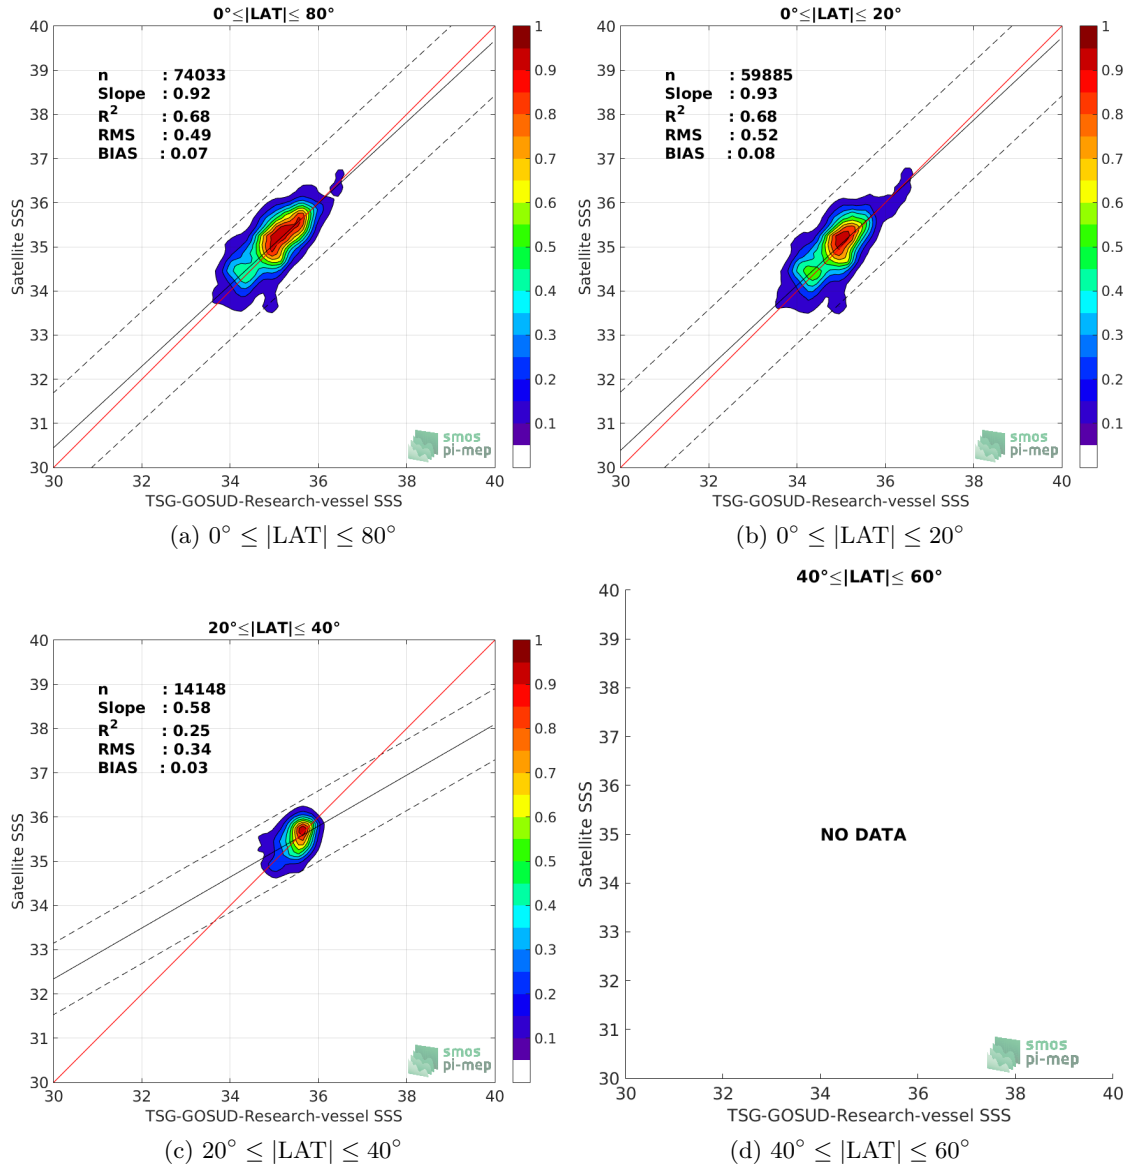 0°≤|LAT|≤ 80°
40
39
38
37
36
35
34
33
32
31
30
Satellite SSS
n : 74033
Slope : 0.92
R² : 0.68
RMS : 0.49
BIAS : 0.07
smos
pi-mep
30 32 34 36 38 40
TSG-GOSUD-Research-vessel SSS
1
0.9
0.8
0.7
0.6
0.5
0.4
0.3
0.2
0.1
(a) 0° ≤ |LAT| ≤ 80°
0°≤|LAT|≤ 20°
40
39
38
37
36
35
34
33
32
31
30
Satellite SSS
n : 59885
Slope : 0.93
R² : 0.68
RMS : 0.52
BIAS : 0.08
smos
pi-mep
30 32 34 36 38 40
TSG-GOSUD-Research-vessel SSS
1
0.9
0.8
0.7
0.6
0.5
0.4
0.3
0.2
0.1
(b) 0° ≤ |LAT| ≤ 20°
20°≤|LAT|≤ 40°
40
39
38
37
36
35
34
33
32
31
30
Satellite SSS
n : 14148
Slope : 0.58
R² : 0.25
RMS : 0.34
BIAS : 0.03
smos
pi-mep
30 32 34 36 38 40
TSG-GOSUD-Research-vessel SSS
1
0.9
0.8
0.7
0.6
0.5
0.4
0.3
0.2
0.1
(c) 20° ≤ |LAT| ≤ 40°
40°≤|LAT|≤ 60°
40
39
38
37
36
35
34
33
32
31
30
Satellite SSS
NO DATA
smos
pi-mep
30 32 34 36 38 40
TSG-GOSUD-Research-vessel SSS
(d) 40° ≤ |LAT| ≤ 60°